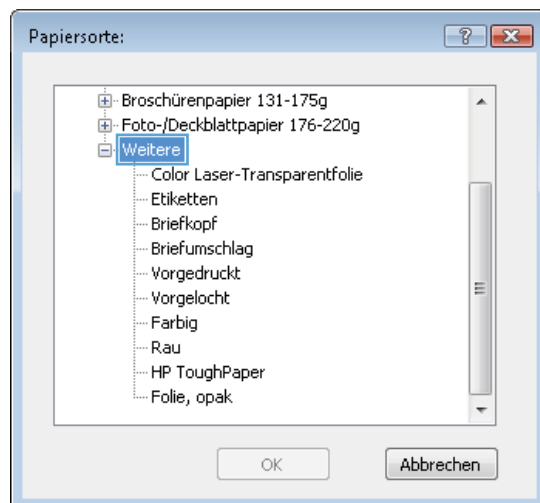 Papiersorte:
Broschürenpapier 131-175g
Foto-/Deckblattpapier 176-220g
Weitere
Color Laser-Transparentfolie
Etiketten
Briefkopf
Briefumschlag
Vorgedruckt
Vorgelocht
Farbig
Rau
HP ToughPaper
Folie, opak
OK
Abbrechen